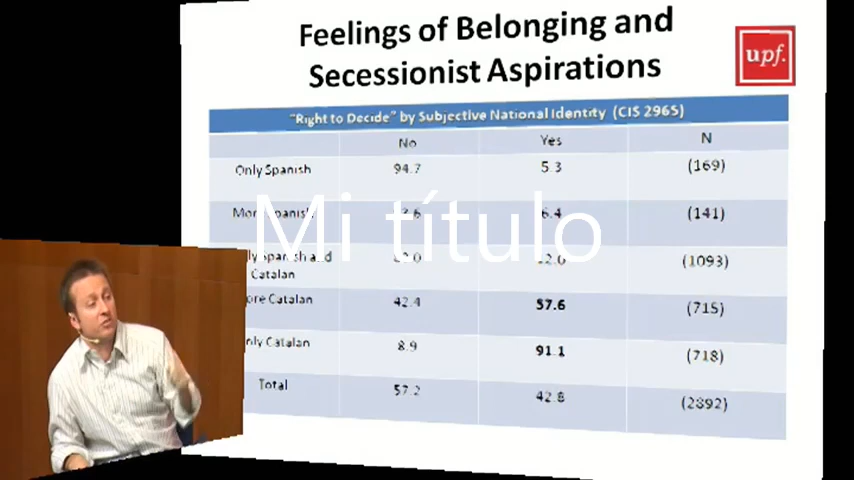 Feelings of Belonging and
Secessionist Aspirations
upf.
"Right to Decide" by Subjective National Identity (CIS 2965)
No Yes N
Only Spanish 94.7 5.3 (169)
Mi título
6.4 (141)
(1093)
Catalan
Catalan 42.4 57.6 (715)
Catalan 8.9 91.1 (718)
Total 57.2 42.8 (2892)